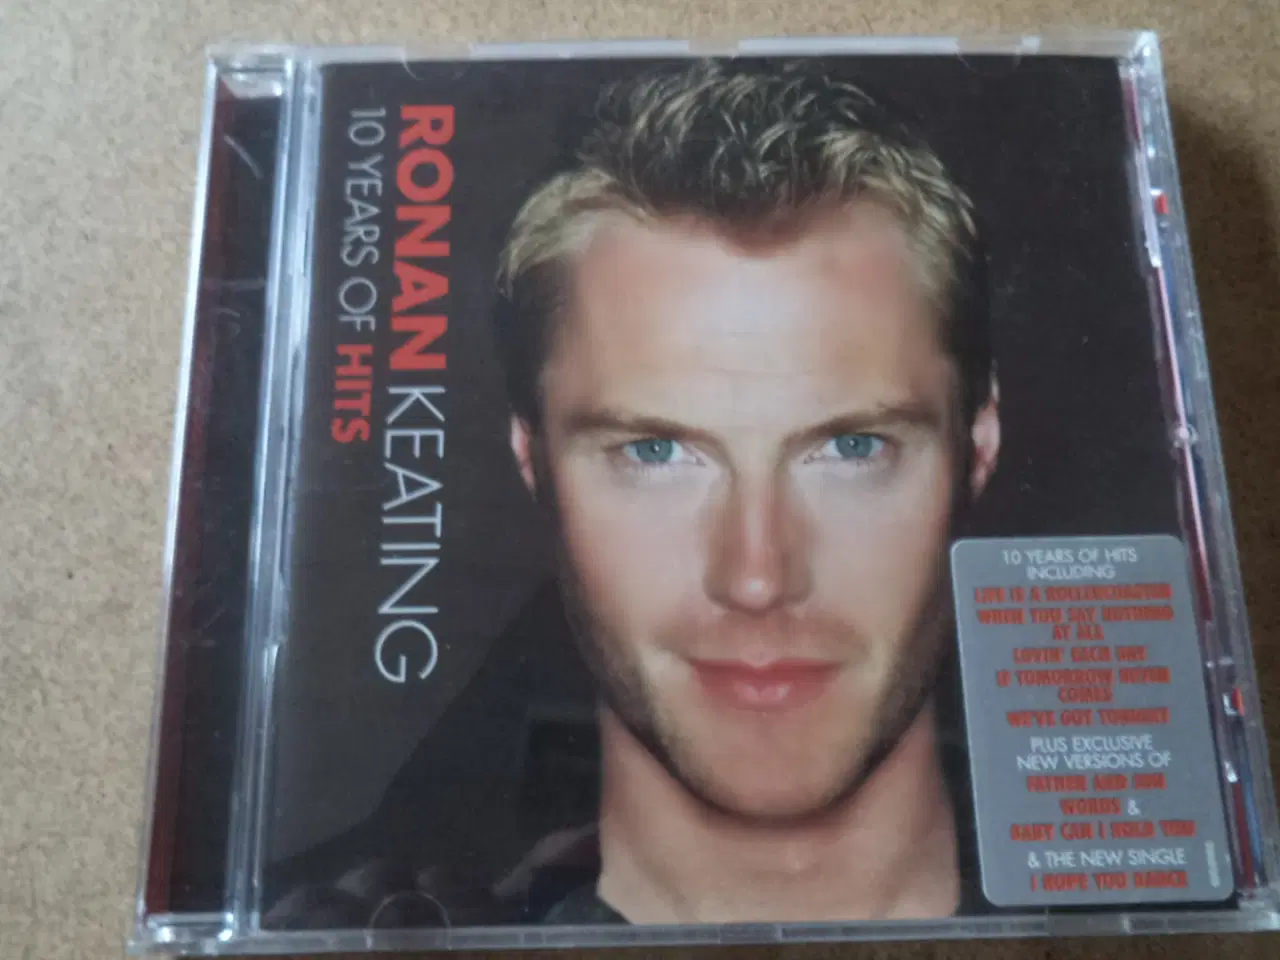 RONAN KEATING
10 YEARS OF HITS
10 YEARS OF HITS
INCLUDING
LIFE IS A ROLLERCOASTER
WHEN YOU SAY NOTHING
AT ALL
LOVIN' EACH DAY
IF TOMORROW NEVER
COMES
WE'VE GOT TONIGHT
PLUS EXCLUSIVE
NEW VERSIONS OF
FATHER AND SON
WORDS &
BABY CAN I HOLD YOU
& THE NEW SINGLE
I HOPE YOU DANCE